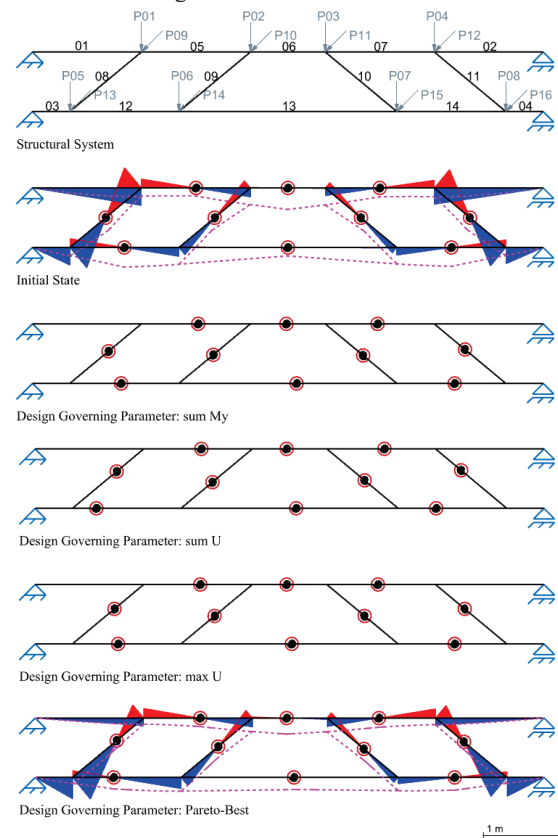 P01 P02 P03 P04
01 P09 05 P10 06 P11 07 P12 02
P05 08 P06 09 10 P07 11 P08
03 P13 12 P14 13 P15 14 04 P16
Structural System
Initial State
Design Governing Parameter: sum My
Design Governing Parameter: sum U
Design Governing Parameter: max U
Design Governing Parameter: Pareto-Best
1 m